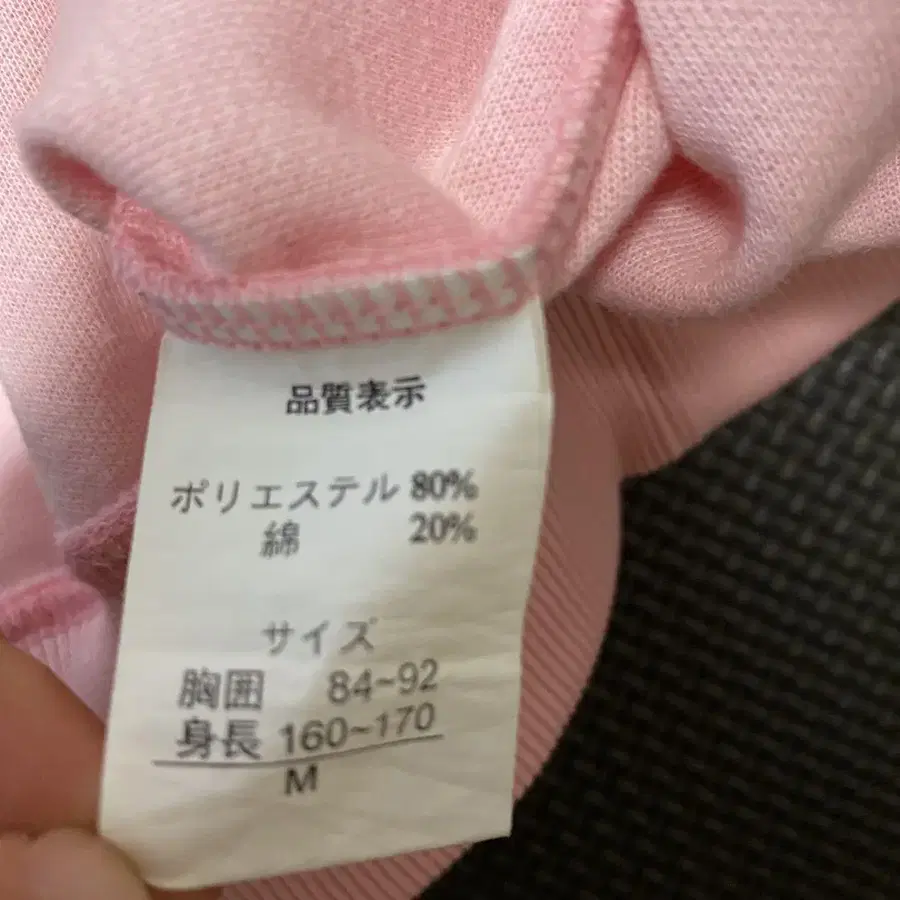 品質表示
ポリエステル 80%
綿 20%
サイズ
胸囲 84~92
身長 160~170
M